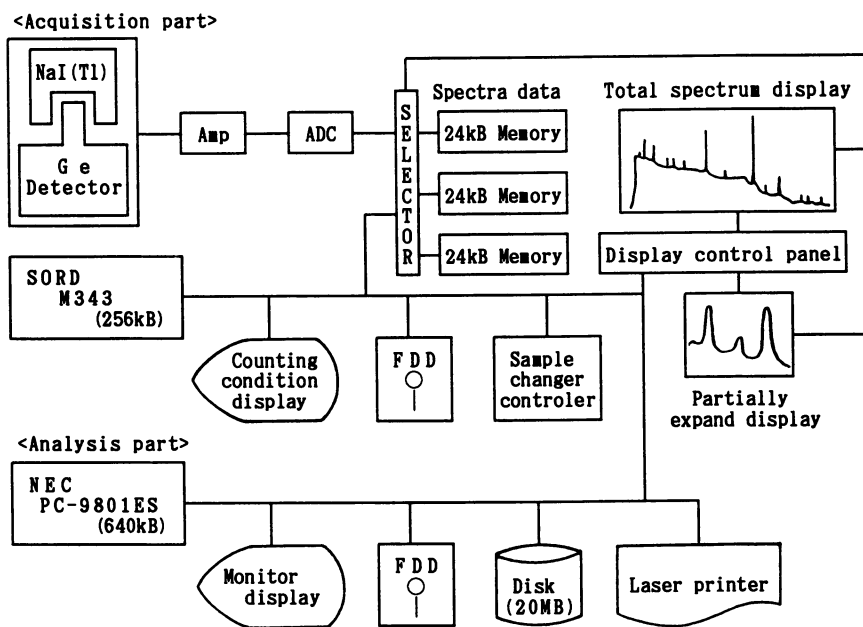 <Acquisition part>
NaI(Tl)
Ge
Detector
Amp
ADC
SELECTOR
Spectra data
24kB Memory
24kB Memory
24kB Memory
Total spectrum display
Display control panel
Partially
expand display
SORD
M343
(256kB)
Counting
condition
display
FDD
Sample
changer
controler
<Analysis part>
NEC
PC-9801ES
(640kB)
Monitor
display
FDD
Disk
(20MB)
Laser printer